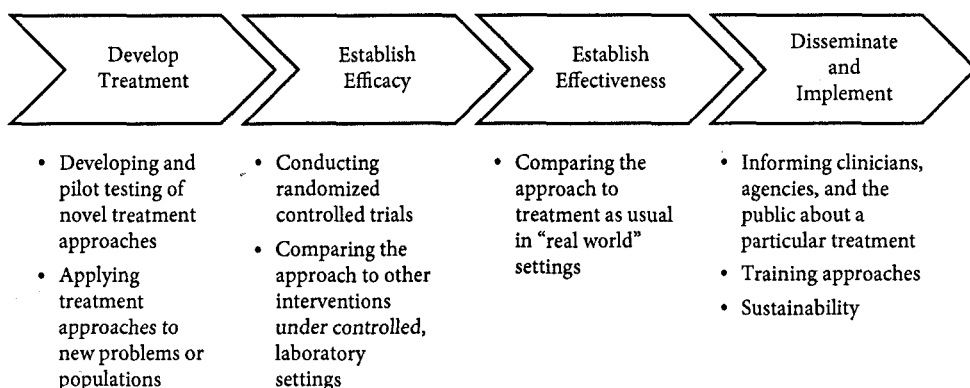 Develop
Treatment
Establish
Efficacy
Establish
Effectiveness
Disseminate
and
Implement
• Developing and
pilot testing of
novel treatment
approaches
• Applying
treatment
approaches to
new problems or
populations
• Conducting
randomized
controlled trials
• Comparing the
approach to other
interventions
under controlled,
laboratory
settings
• Comparing the
approach to
treatment as usual
in “real world”
settings
• Informing clinicians,
agencies, and the
public about a
particular treatment
• Training approaches
• Sustainability